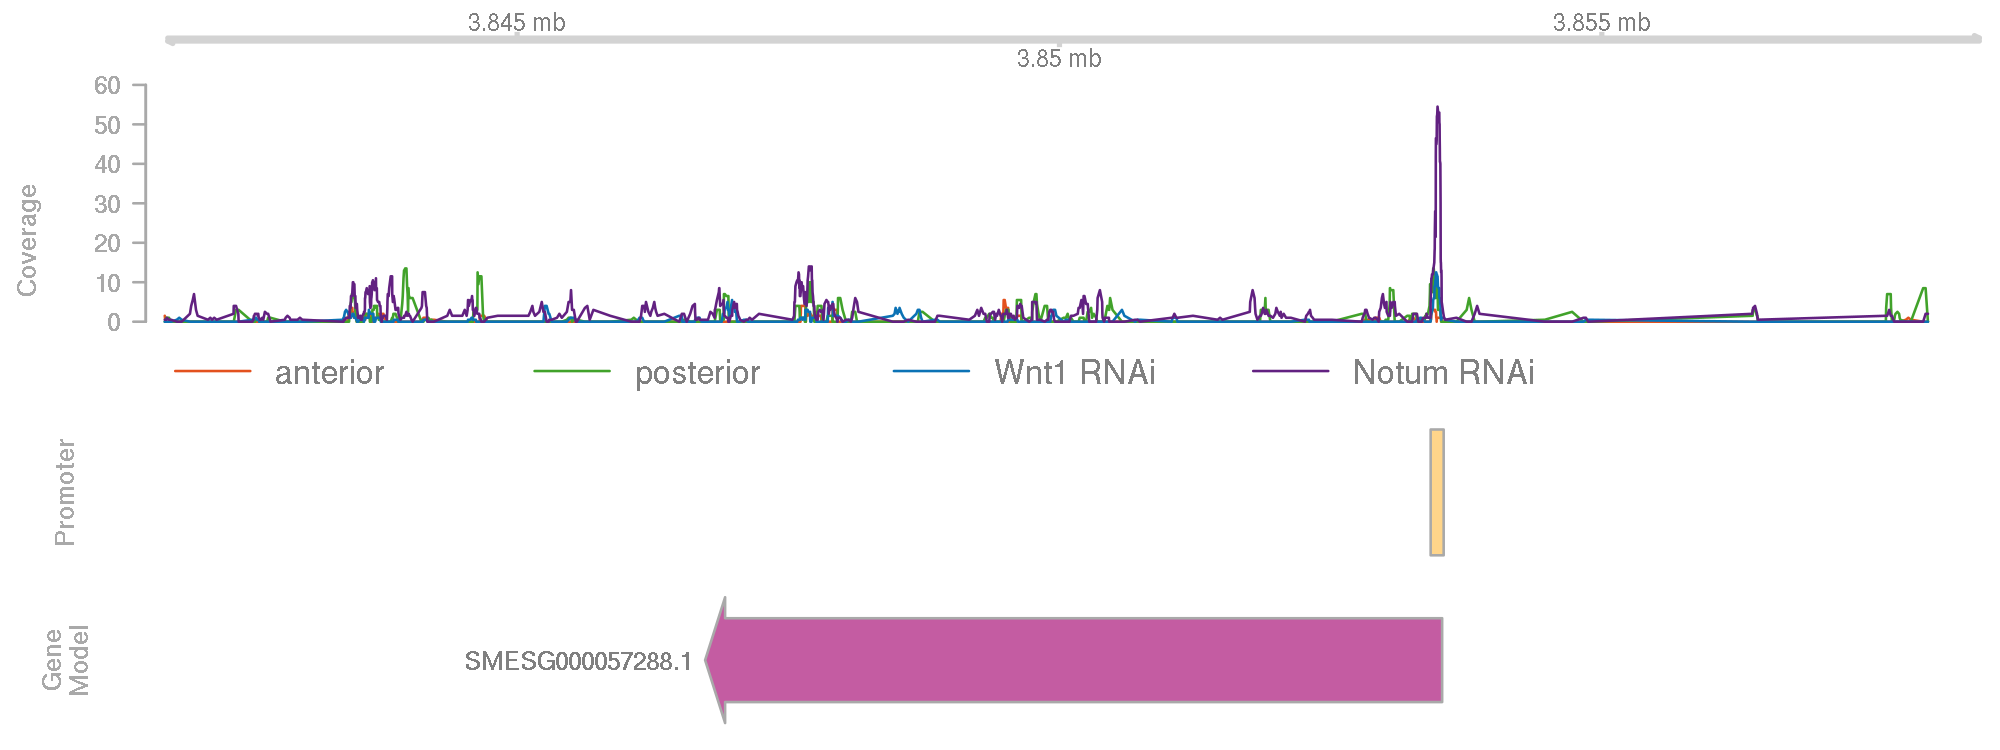 3.845 mb
3.855 mb
3.85 mb
60
50
40
30
20
10
0
Coverage
anterior
posterior
Wnt1 RNAi
Notum RNAi
Promoter
Gene
Model
SMESG000057288.1